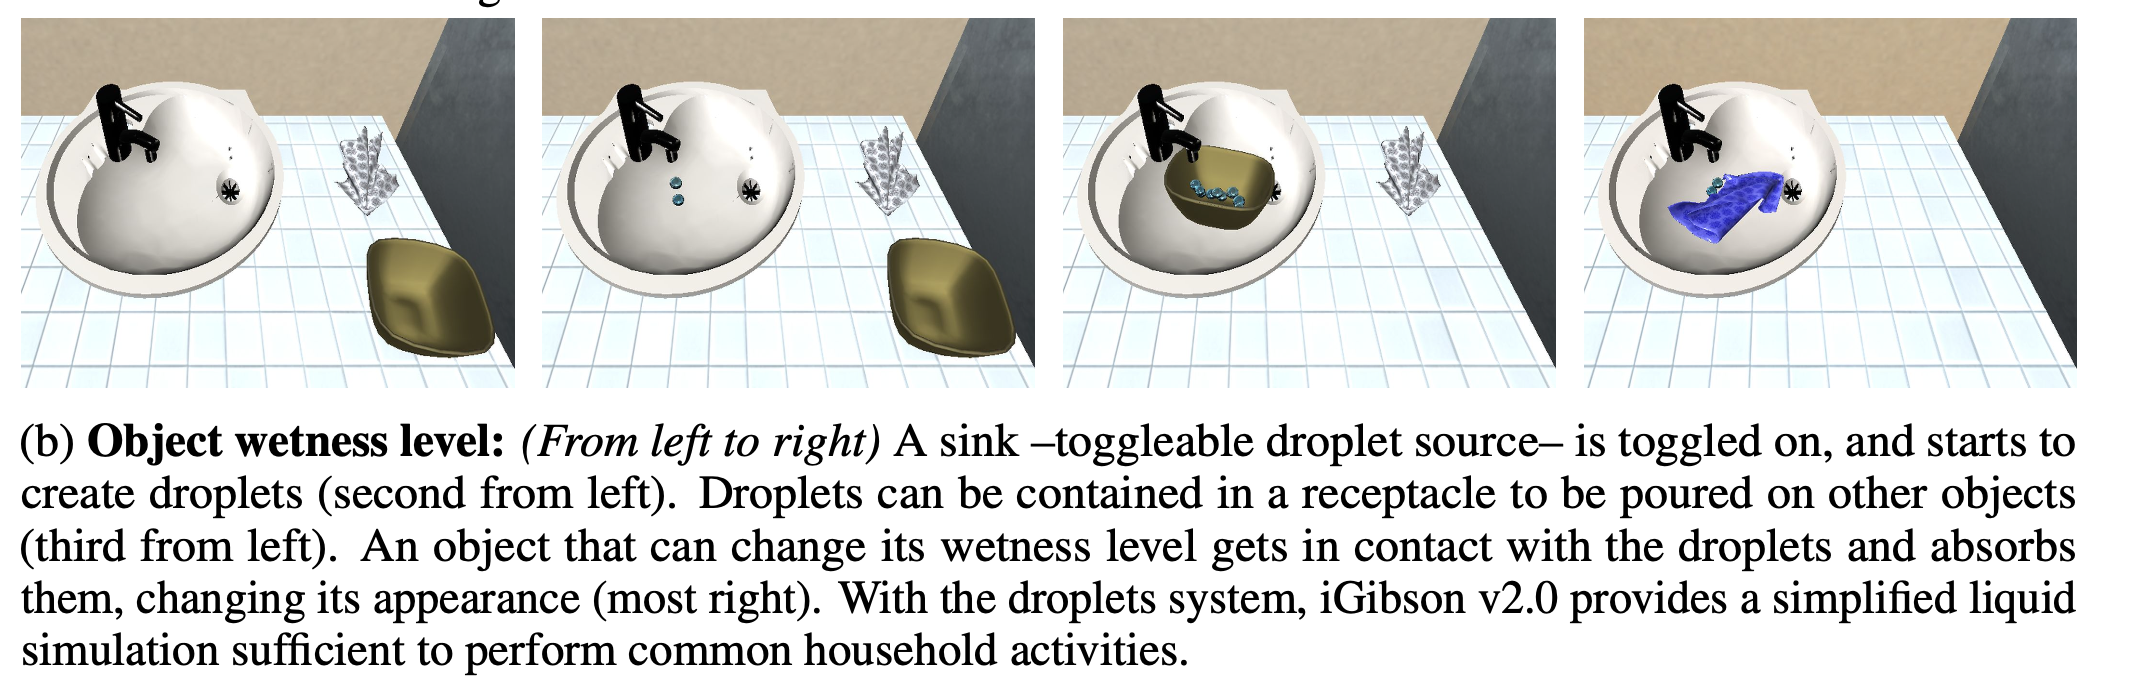 (b) Object wetness level: (From left to right) A sink –toggleable droplet source– is toggled on, and starts to
create droplets (second from left). Droplets can be contained in a receptacle to be poured on other objects
(third from left). An object that can change its wetness level gets in contact with the droplets and absorbs
them, changing its appearance (most right). With the droplets system, iGibson v2.0 provides a simplified liquid
simulation sufficient to perform common household activities.